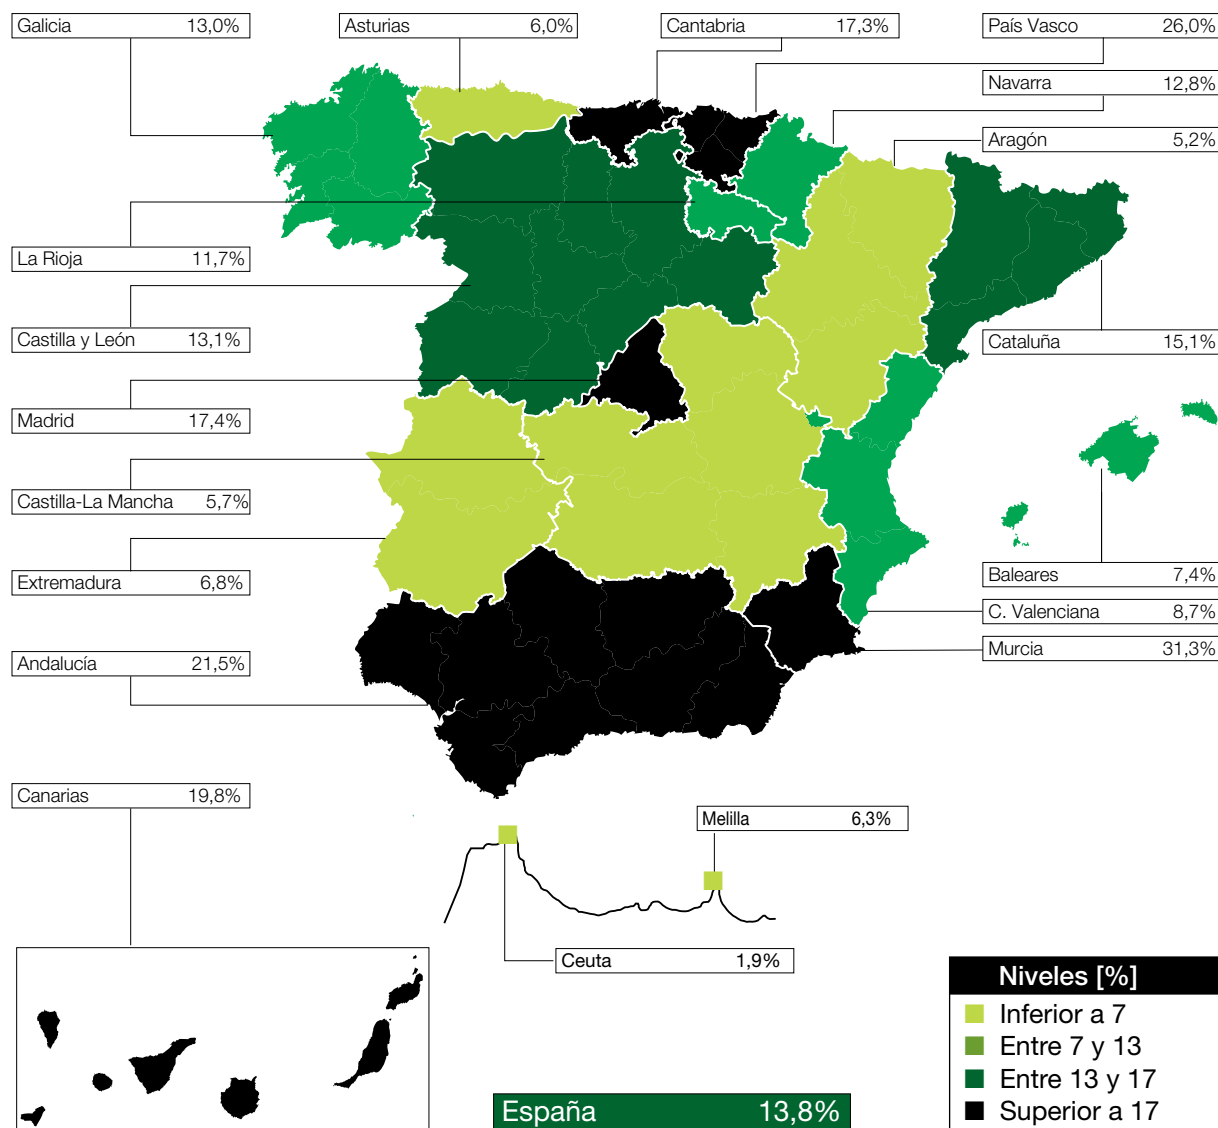 Galicia 13,0%
Asturias 6,0%
Cantabria 17,3%
País Vasco 26,0%
Navarra 12,8%
Aragón 5,2%
La Rioja 11,7%
Castilla y León 13,1%
Cataluña 15,1%
Madrid 17,4%
Castilla-La Mancha 5,7%
Extremadura 6,8%
Baleares 7,4%
C. Valenciana 8,7%
Murcia 31,3%
Andalucía 21,5%
Canarias 19,8%
Melilla 6,3%
Ceuta 1,9%
Niveles [%]
Inferior a 7
Entre 7 y 13
Entre 13 y 17
Superior a 17
España 13,8%